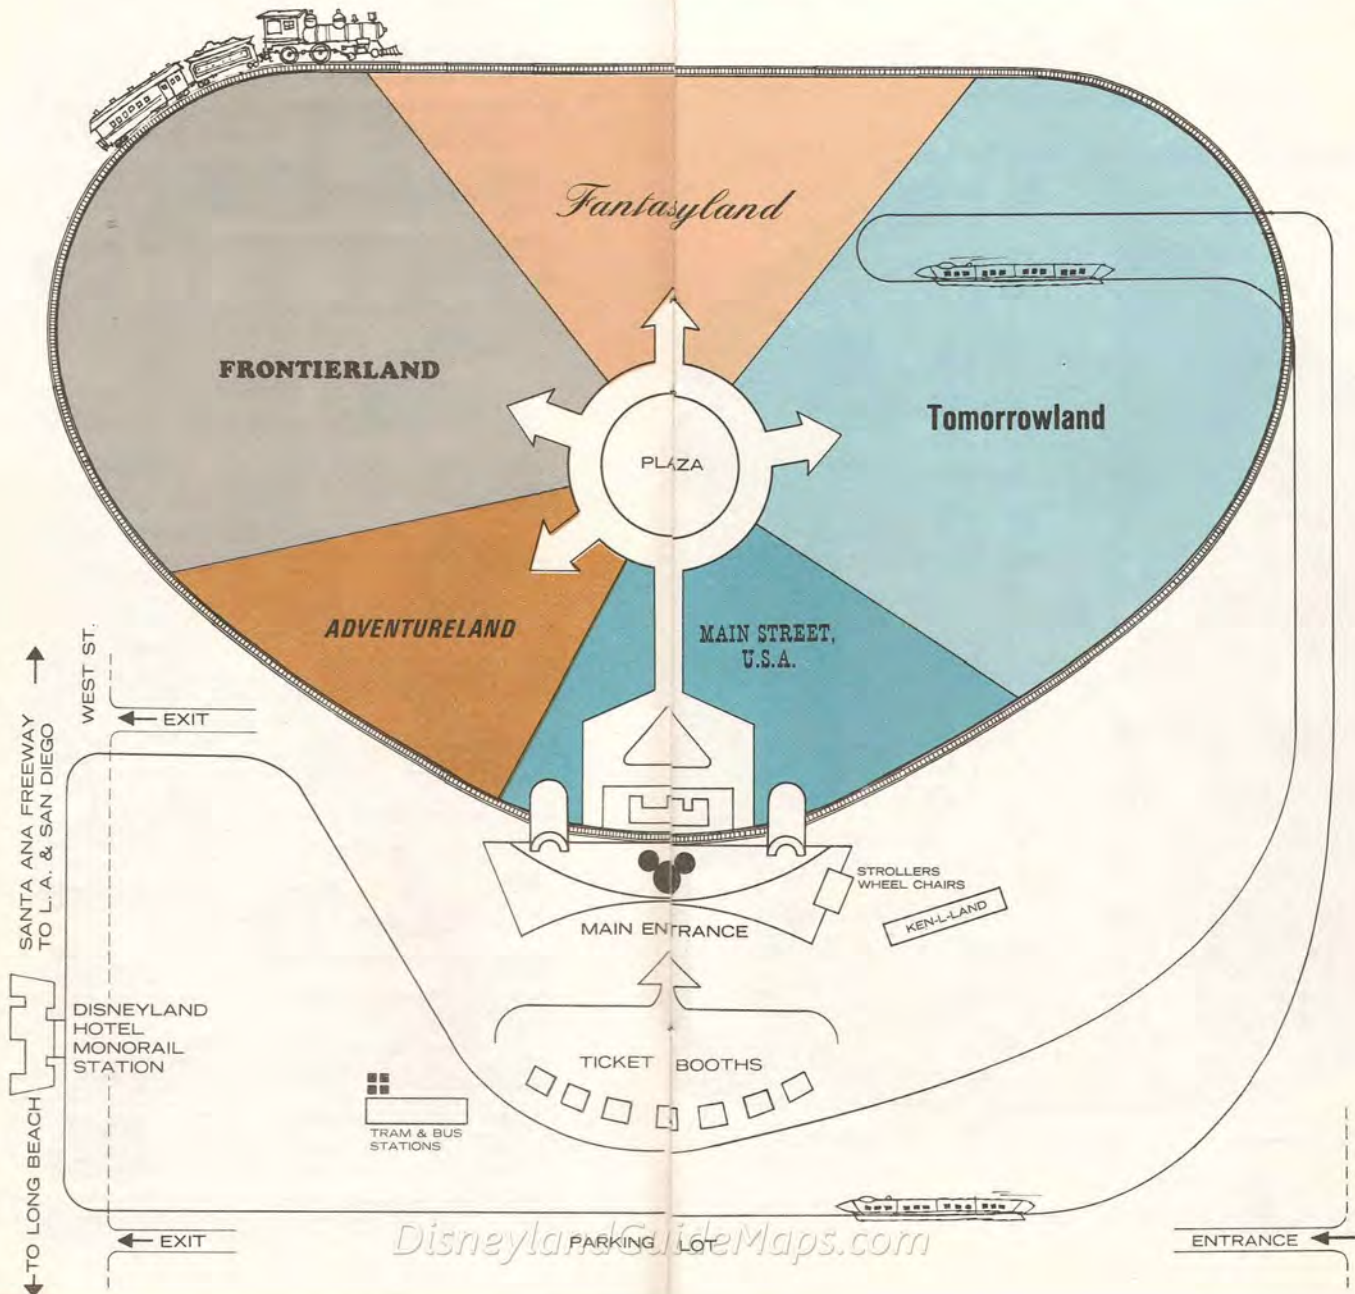 Fantasyland
FRONTIERLAND
Tomorrowland
PLAZA
ADVENTURELAND
MAIN STREET,
U.S.A.
WEST ST.
EXIT
SANTA ANA FREEWAY
TO L. A. & SAN DIEGO
STROLLERS
WHEEL CHAIRS
KEN-L-LAND
MAIN ENTRANCE
DISNEYLAND
HOTEL
MONORAIL
STATION
TICKET BOOTHS
TRAM & BUS
STATIONS
TO LONG BEACH
EXIT
PARKING LOT
DisneylandGuideMaps.com
ENTRANCE